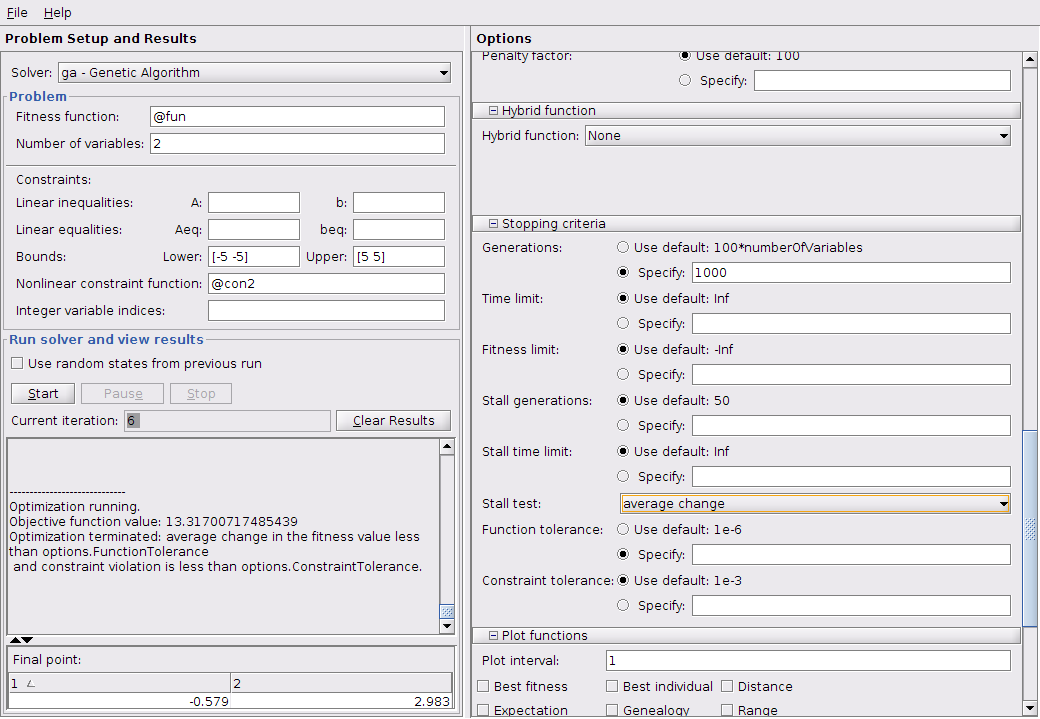 File Help
Problem Setup and Results
Solver: ga - Genetic Algorithm
Problem
Fitness function: @fun
Number of variables: 2
Constraints:
Linear inequalities: A: b:
Linear equalities: Aeq: beq:
Bounds: Lower: [-5 -5] Upper: [5 5]
Nonlinear constraint function: @con2
Integer variable indices:
Run solver and view results
Use random states from previous run
Start Pause Stop
Current iteration: 6 Clear Results
-----------------------------
Optimization running.
Objective function value: 13.31700717485439
Optimization terminated: average change in the fitness value less
than options.FunctionTolerance
and constraint violation is less than options.ConstraintTolerance.
Final point:
1 2
-0.579 2.983
Options
Penalty factor: Use default: 100
Specify:
Hybrid function
Hybrid function: None
Stopping criteria
Generations: Use default: 100*numberOfVariables
Specify: 1000
Time limit: Use default: Inf
Specify:
Fitness limit: Use default: -Inf
Specify:
Stall generations: Use default: 50
Specify:
Stall time limit: Use default: Inf
Specify:
Stall test: average change
Function tolerance: Use default: 1e-6
Specify:
Constraint tolerance: Use default: 1e-3
Specify:
Plot functions
Plot interval: 1
Best fitness Best individual Distance
Expectation Genealogy Range